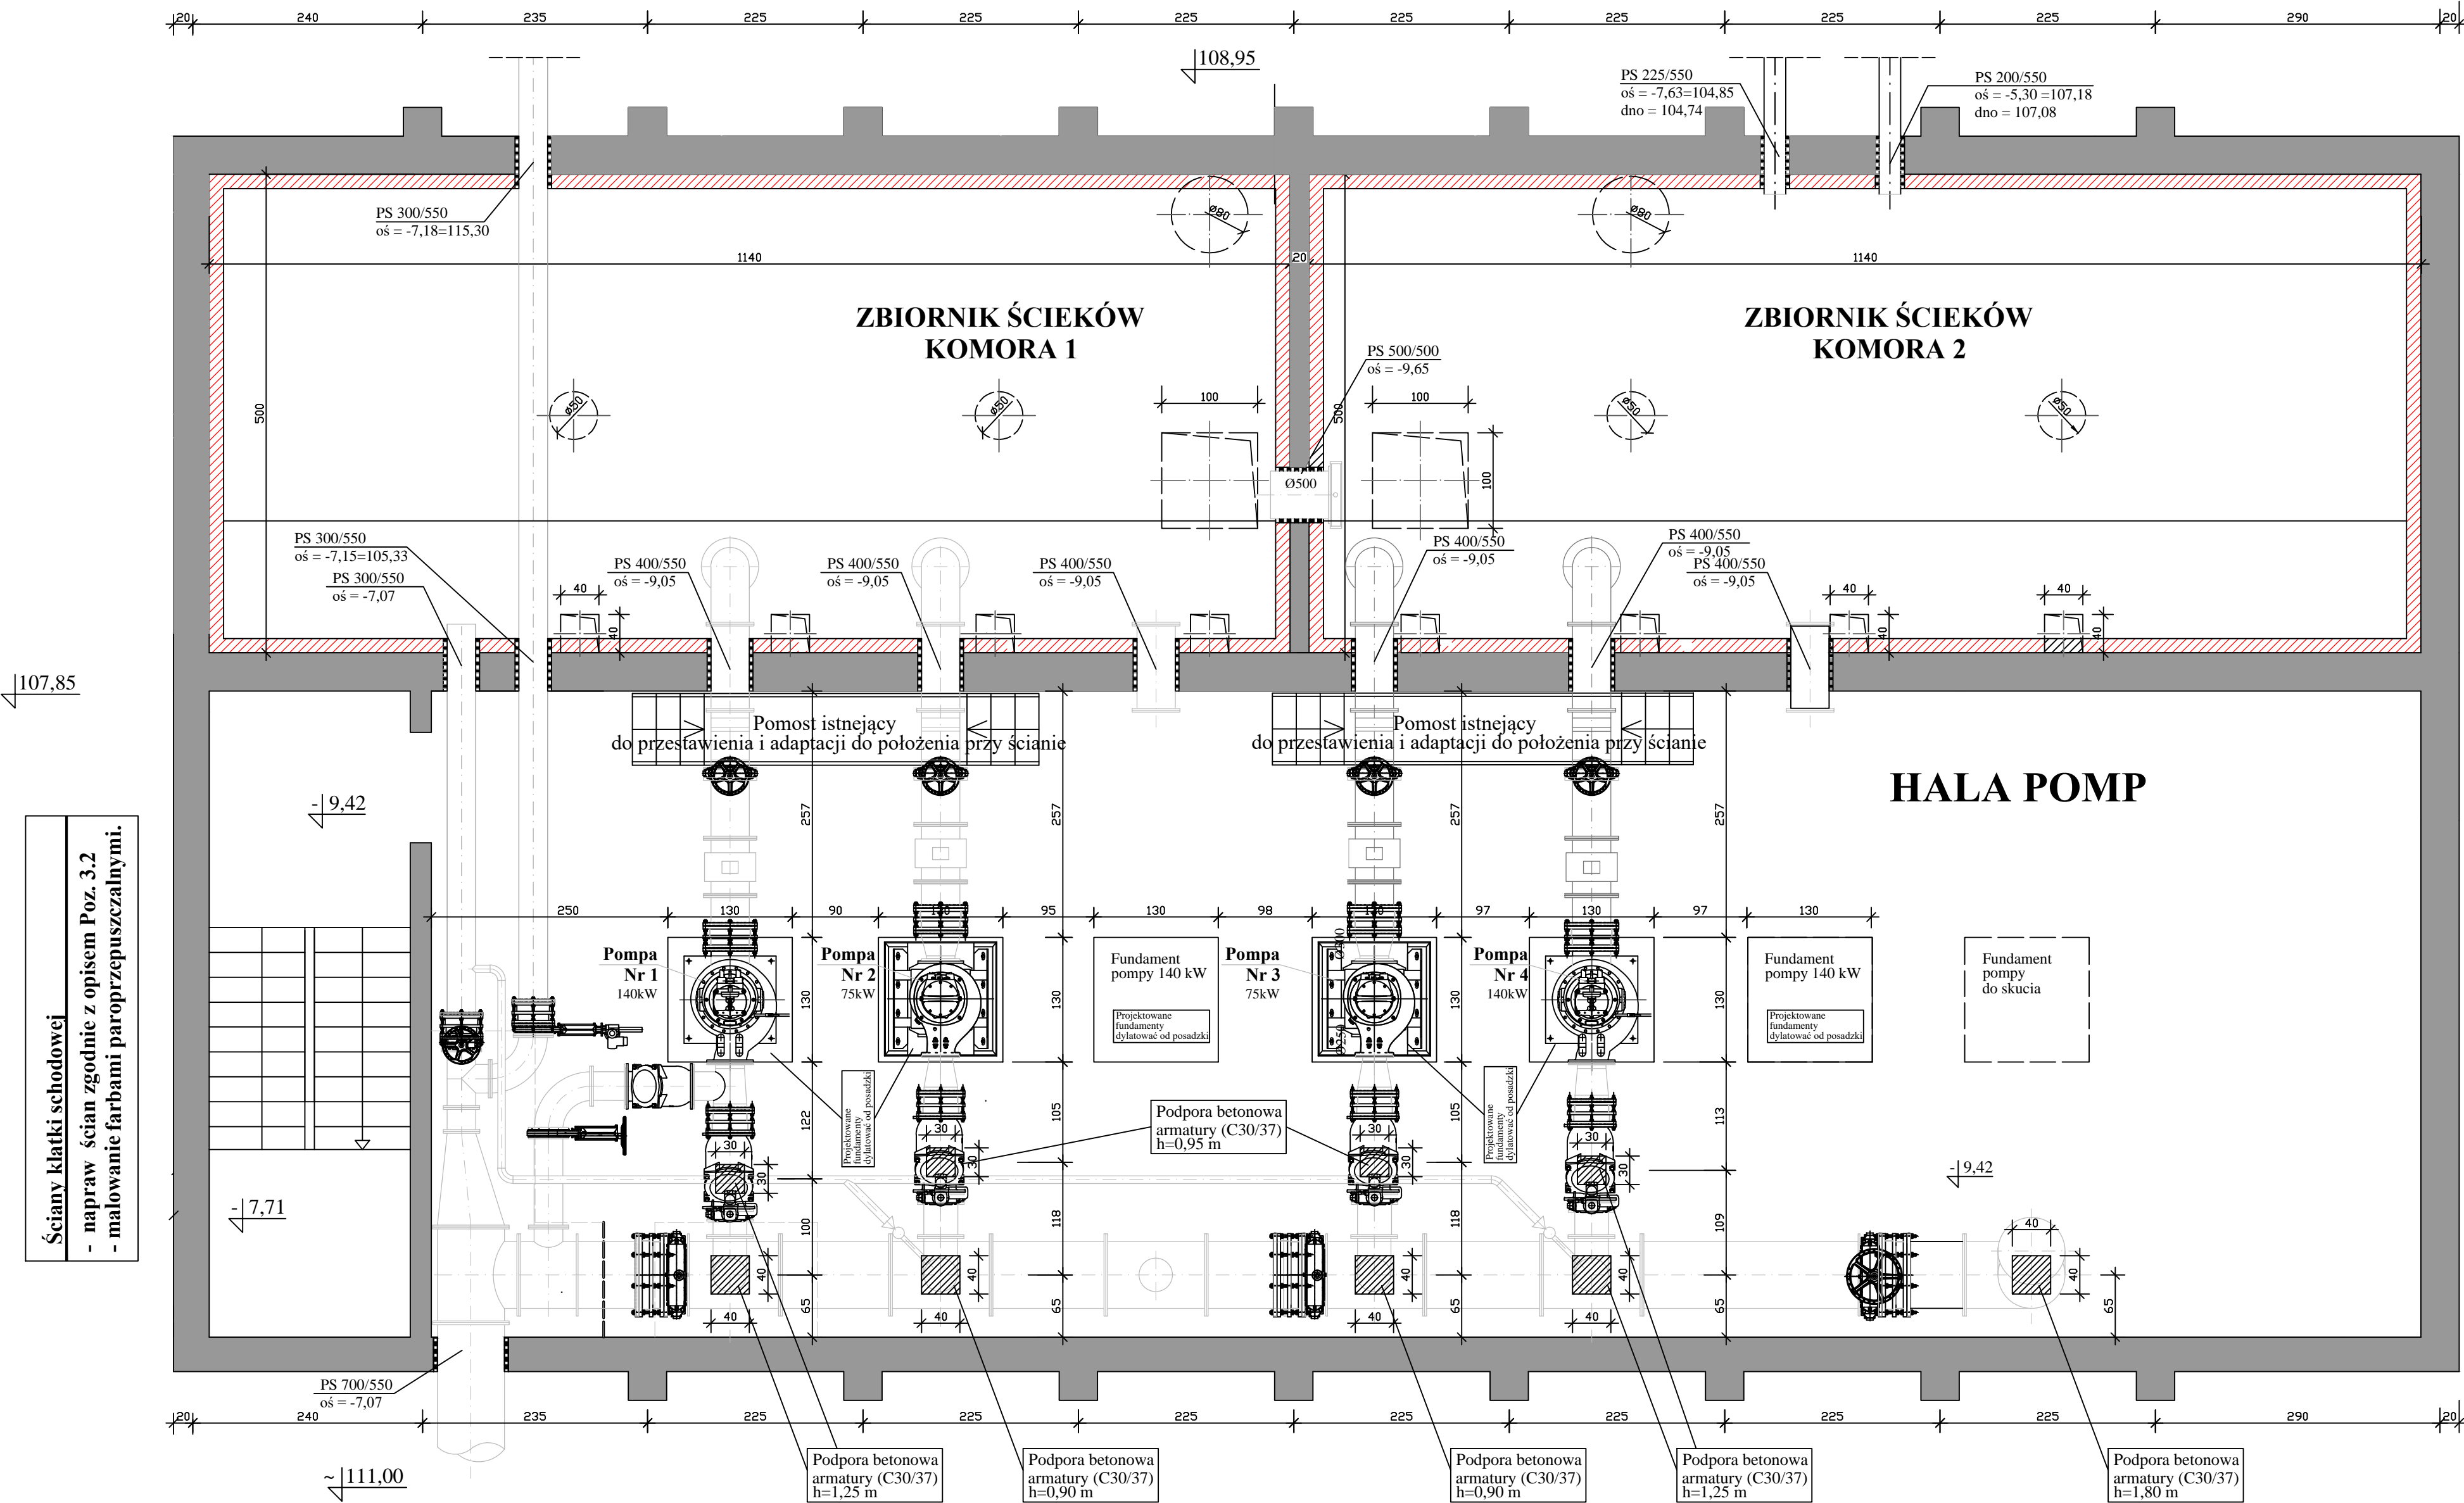 20 240 235 225 225 225 225 225 225 225 290 20
108,95
PS 225/550
oś = -7,63=104,85
dno = 104,74
PS 200/550
oś = -5,30 =107,18
dno = 107,08
PS 300/550
oś = -7,18=115,30
ø80
ø80
1140 20 1140
ZBIORNIK ŚCIEKÓW
KOMORA 1
ZBIORNIK ŚCIEKÓW
KOMORA 2
PS 500/500
oś = -9,65
500
ø50
ø50
100
500
100
ø50
ø50
100
Ø500
PS 300/550
oś = -7,15=105,33
PS 300/550
oś = -7,07
PS 400/550
oś = -9,05
PS 400/550
oś = -9,05
PS 400/550
oś = -9,05
PS 400/550
oś = -9,05
PS 400/550
oś = -9,05
PS 400/550
oś = -9,05
40
40
40
40
40
40
107,85
Pomost istnejący
do przestawienia i adaptacji do położenia przy ścianie
Pomost istnejący
do przestawienia i adaptacji do położenia przy ścianie
HALA POMP
- 9,42
257
257
257
257
250 130 90 130 95 130 98 130 97 130 97 130
Pompa
Nr 1
140kW
Pompa
Nr 2
75kW
Fundament
pompy 140 kW
Projektowane
fundamenty
dylatować od posadzki
Pompa
Nr 3
75kW
Pompa
Nr 4
140kW
Fundament
pompy 140 kW
Projektowane
fundamenty
dylatować od posadzki
Fundament
pompy
do skucia
130
130
130
130
Ø250
Ściany klatki schodowej
- napraw ścian zgodnie z opisem Poz. 3.2
- malowanie farbami paroprzepuszczalnymi.
Projektowane
fundamenty
dylatować od posadzki
Projektowane
fundamenty
dylatować od posadzki
122
105
105
113
Podpora betonowa
armatury (C30/37)
h=0,95 m
30
30
30
30
30
30
30
30
- 9,42
- 7,71
100
118
118
109
40
40
40
40
40
40
65
65
65
65
65
40
40
40
40
PS 700/550
oś = -7,07
20 240 235 225 225 225 225 225 225 225 290 20
~ 111,00
Podpora betonowa
armatury (C30/37)
h=1,25 m
Podpora betonowa
armatury (C30/37)
h=0,90 m
Podpora betonowa
armatury (C30/37)
h=0,90 m
Podpora betonowa
armatury (C30/37)
h=1,25 m
Podpora betonowa
armatury (C30/37)
h=1,80 m